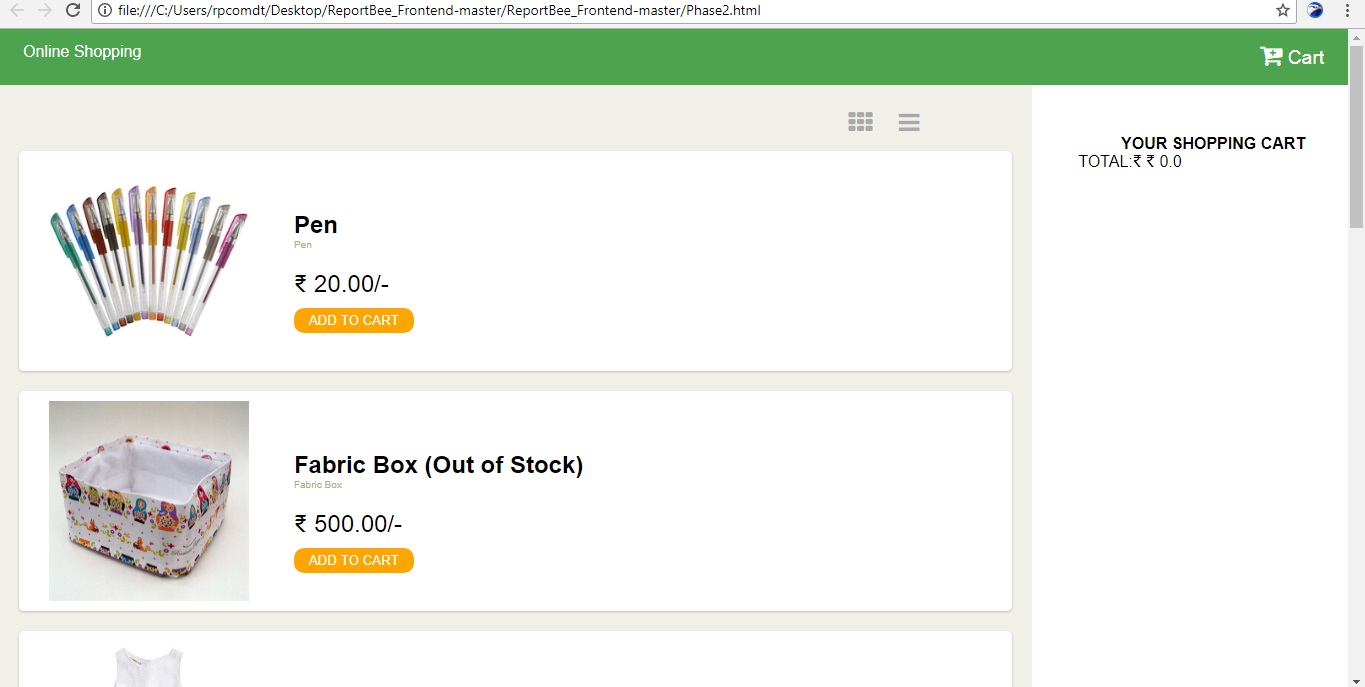 file:///C:/Users/rpcomdt/Desktop/ReportBee_Frontend-master/ReportBee_Frontend-master/Phase2.html
Online Shopping
Cart
YOUR SHOPPING CART
TOTAL:₹ ₹ 0.0
Pen
Pen
₹ 20.00/-
ADD TO CART
Fabric Box (Out of Stock)
Fabric Box
₹ 500.00/-
ADD TO CART